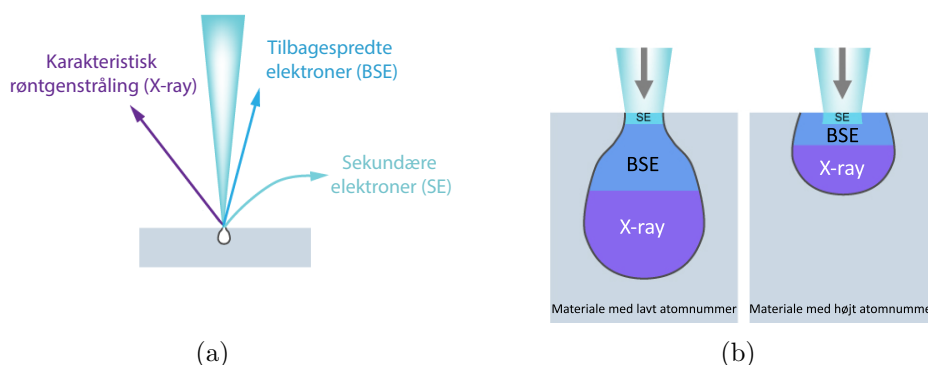 Karakteristisk
røntgenstråling (X-ray)
Tilbagespredte
elektroner (BSE)
Sekundære
elektroner (SE)
(a)
SE
BSE
X-ray
Materiale med lavt atomnummer
SE
BSE
X-ray
Materiale med højt atomnumme
(b)